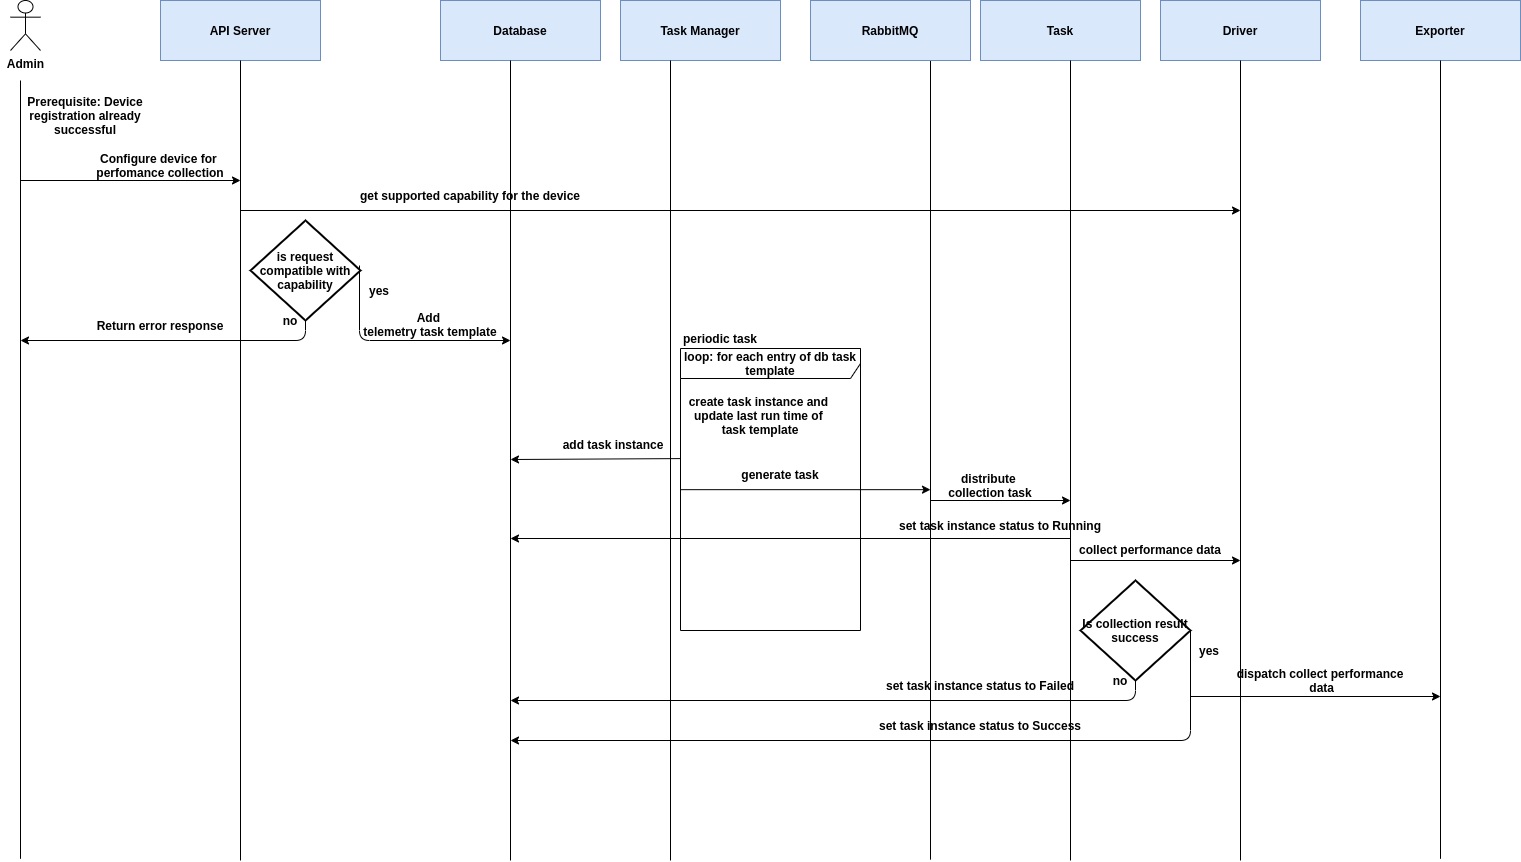 API Server
Database
Task Manager
RabbitMQ
Task
Driver
Exporter
Admin
Prerequisite: Device
registration already
successful
Configure device for
perfomance collection
get supported capability for the device
is request
compatible with
capability
yes
no
Return error response
Add
telemetry task template
periodic task
loop: for each entry of db task
template
create task instance and
update last run time of
task template
add task instance
generate task
distribute
collection task
set task instance status to Running
collect performance data
Is collection result
success
yes
no
dispatch collect performance
data
set task instance status to Failed
set task instance status to Success